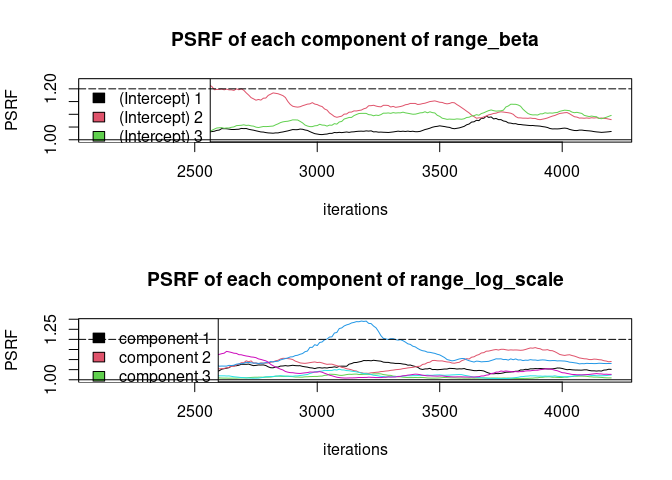 PSRF of each component of range_beta
PSRF
1.20
1.00
(Intercept) 1
(Intercept) 2
(Intercept) 3
2500 3000 3500 4000
iterations
PSRF of each component of range_log_scale
PSRF
1.25
1.00
component 1
component 2
component 3
2500 3000 3500 4000
iterations